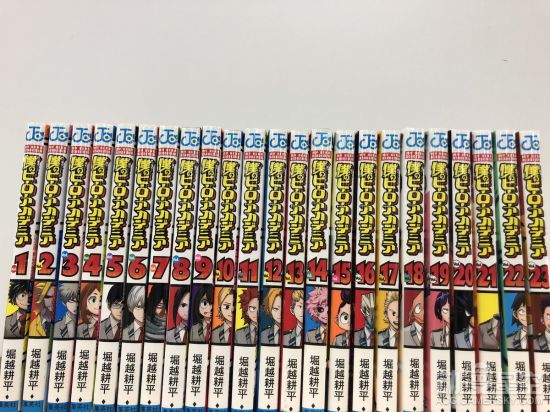 僕のヒーローアカデミア 1 堀越耕平
僕のヒーローアカデミア 2 堀越耕平
僕のヒーローアカデミア 3 堀越耕平
僕のヒーローアカデミア 4 堀越耕平
僕のヒーローアカデミア 5 堀越耕平
僕のヒーローアカデミア 6 堀越耕平
僕のヒーローアカデミア 7 堀越耕平
僕のヒーローアカデミア 8 堀越耕平
僕のヒーローアカデミア 9 堀越耕平
僕のヒーローアカデミア 10 堀越耕平
僕のヒーローアカデミア 11 堀越耕平
僕のヒーローアカデミア 12 堀越耕平
僕のヒーローアカデミア 13 堀越耕平
僕のヒーローアカデミア 14 堀越耕平
僕のヒーローアカデミア 15 堀越耕平
僕のヒーローアカデミア 16 堀越耕平
僕のヒーローアカデミア 17 堀越耕平
僕のヒーローアカデミア 18 堀越耕平
僕のヒーローアカデミア 19 堀越耕平
僕のヒーローアカデミア 20 堀越耕平
僕のヒーローアカデミア 21 堀越耕平
僕のヒーローアカデミア 22 堀越耕平
僕のヒーローアカデミア 23 堀越耕平